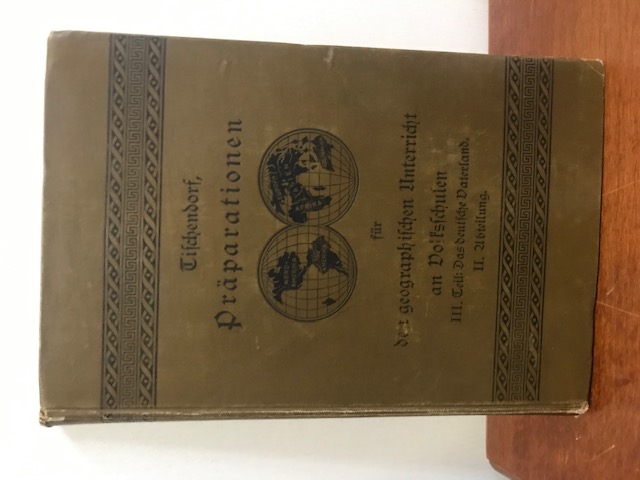 Tischendorf,
Präparationen
für
den geographischen Unterricht
an Volksschulen
III. Teil: Das deutsche Vaterland.
II. Abteilung.